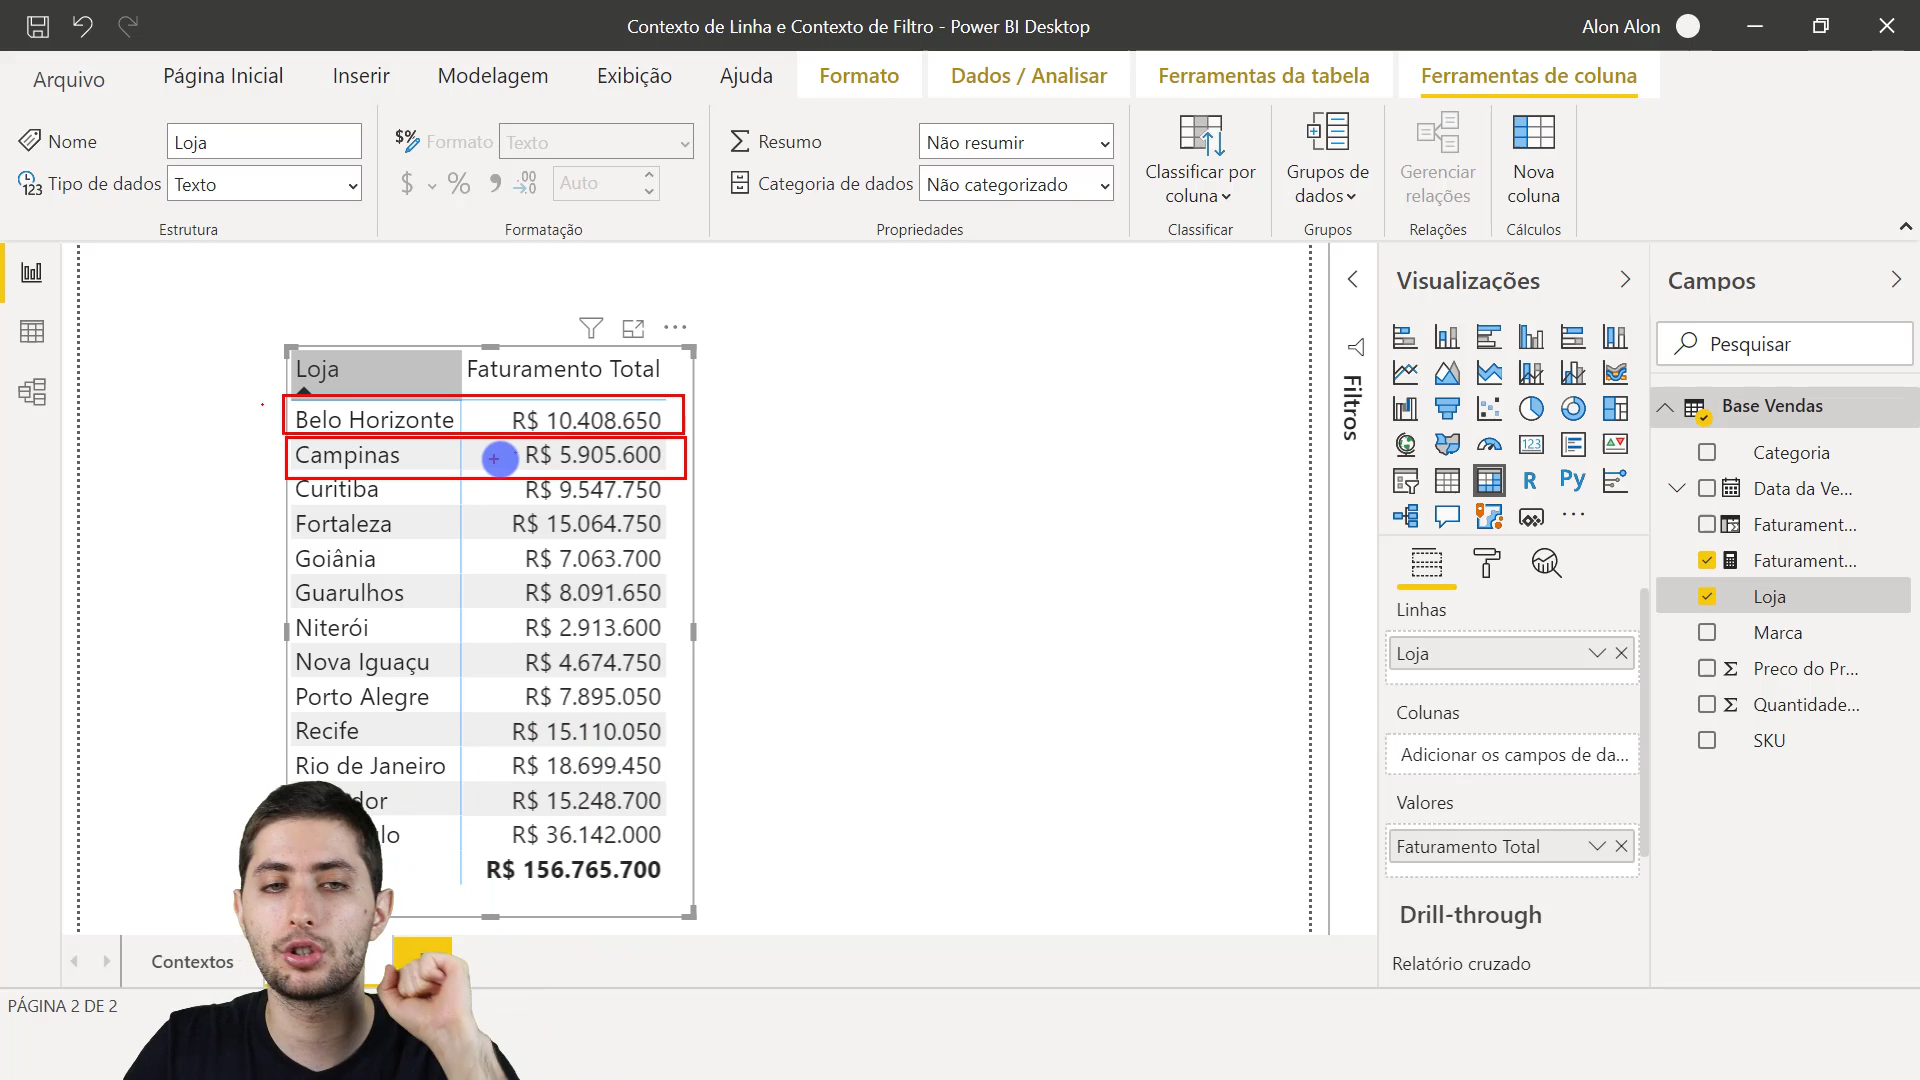 Contexto de Linha e Contexto de Filtro - Power BI Desktop
Alon Alon
Arquivo
Página Inicial
Inserir
Modelagem
Exibição
Ajuda
Formato
Dados / Analisar
Ferramentas da tabela
Ferramentas de coluna
Nome
Loja
Tipo de dados
Texto
Estrutura
Formato
Texto
$
%
Auto
Formatação
Resumo
Não resumir
Categoria de dados
Não categorizado
Propriedades
Classificar por
coluna
Classificar
Grupos de
dados
Grupos
Gerenciar
relações
Relações
Nova
coluna
Cálculos
Loja Faturamento Total
Belo Horizonte R$ 10.408.650
Campinas R$ 5.905.600
Curitiba R$ 9.547.750
Fortaleza R$ 15.064.750
Goiânia R$ 7.063.700
Guarulhos R$ 8.091.650
Niterói R$ 2.913.600
Nova Iguaçu R$ 4.674.750
Porto Alegre R$ 7.895.050
Recife R$ 15.110.050
Rio de Janeiro R$ 18.699.450
dor R$ 15.248.700
lo R$ 36.142.000
R$ 156.765.700
Contextos
PÁGINA 2 DE 2
Filtros
Visualizações
123
R
Py
Linhas
Loja
Colunas
Adicionar os campos de da...
Valores
Faturamento Total
Drill-through
Relatório cruzado
Campos
Pesquisar
Base Vendas
Categoria
Data da Ve...
Faturament...
Faturament...
Loja
Marca
Preco do Pr...
Quantidade...
SKU